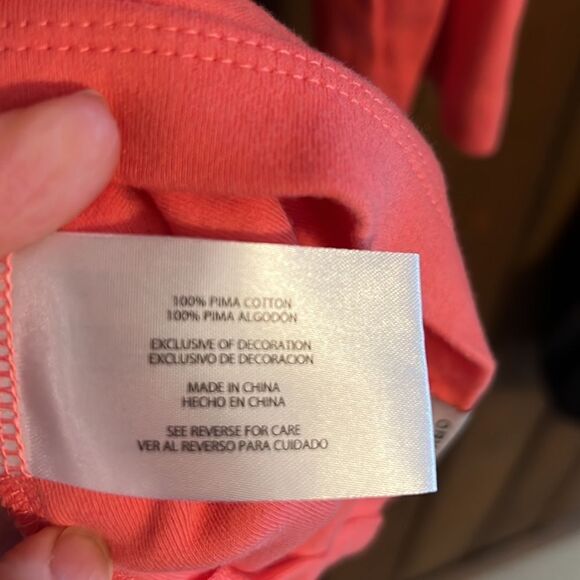 100% PIMA COTTON
100% PIMA ALGODÓN
EXCLUSIVE OF DECORATION
EXCLUSIVO DE DECORACION
MADE IN CHINA
HECHO EN CHINA
SEE REVERSE FOR CARE
VER AL REVERSO PARA CUIDADO